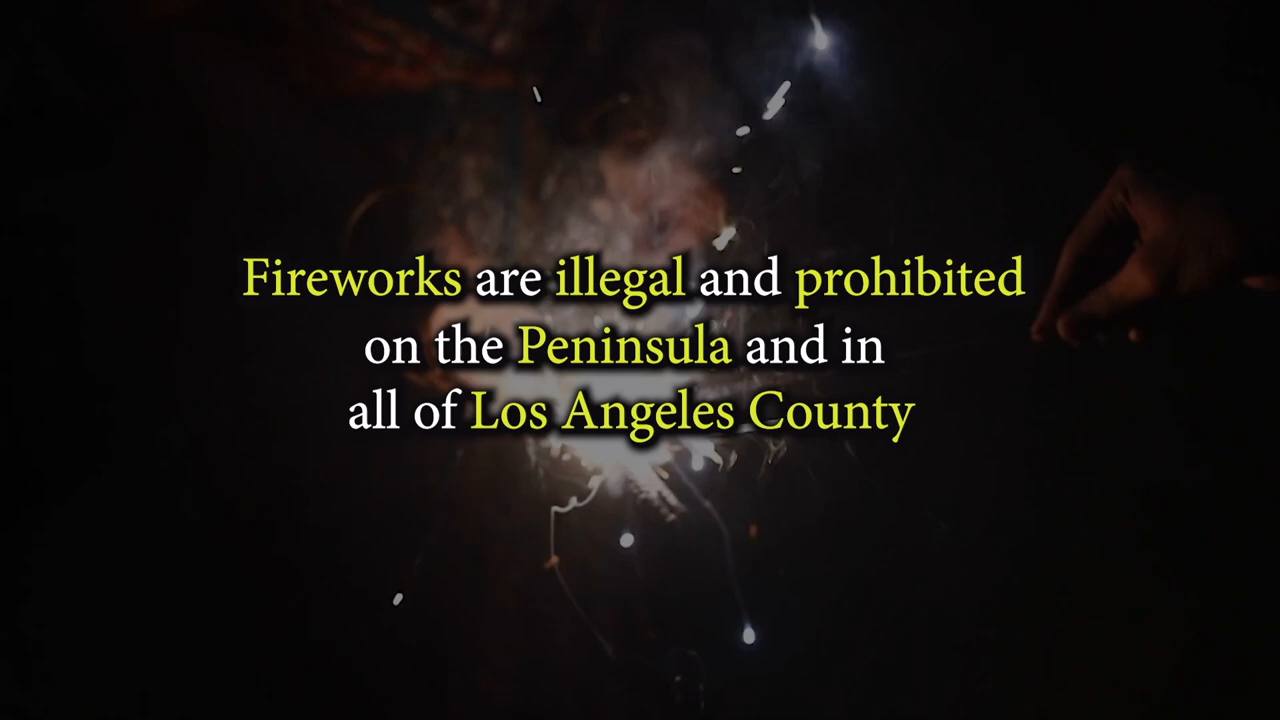 Fireworks are illegal and prohibited
on the Peninsula and in
all of Los Angeles County